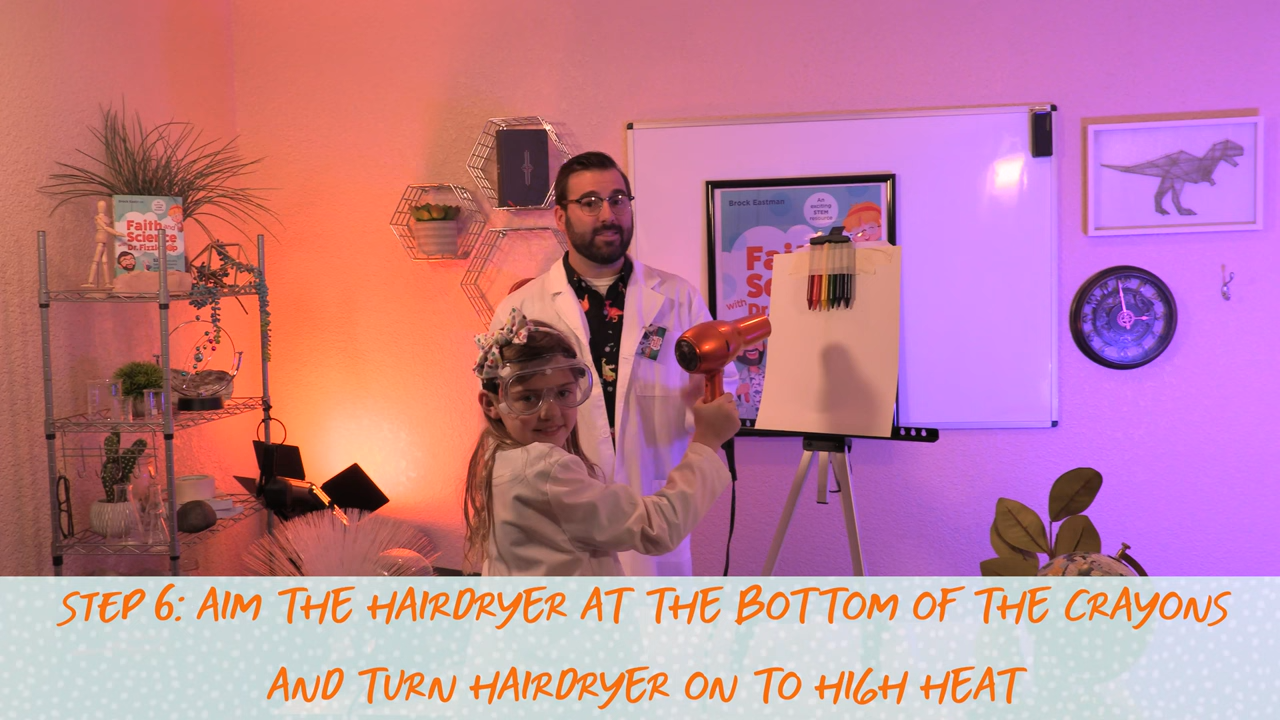 Brock Eastman
An
exciting
STEM
resource
Fai
Sc
with
Dr.
Faith
Science
STEP 6: AIM THE HAIRDRYER AT THE BOTTOM OF THE CRAYONS
AND TURN HAIRDRYER ON TO HIGH HEAT